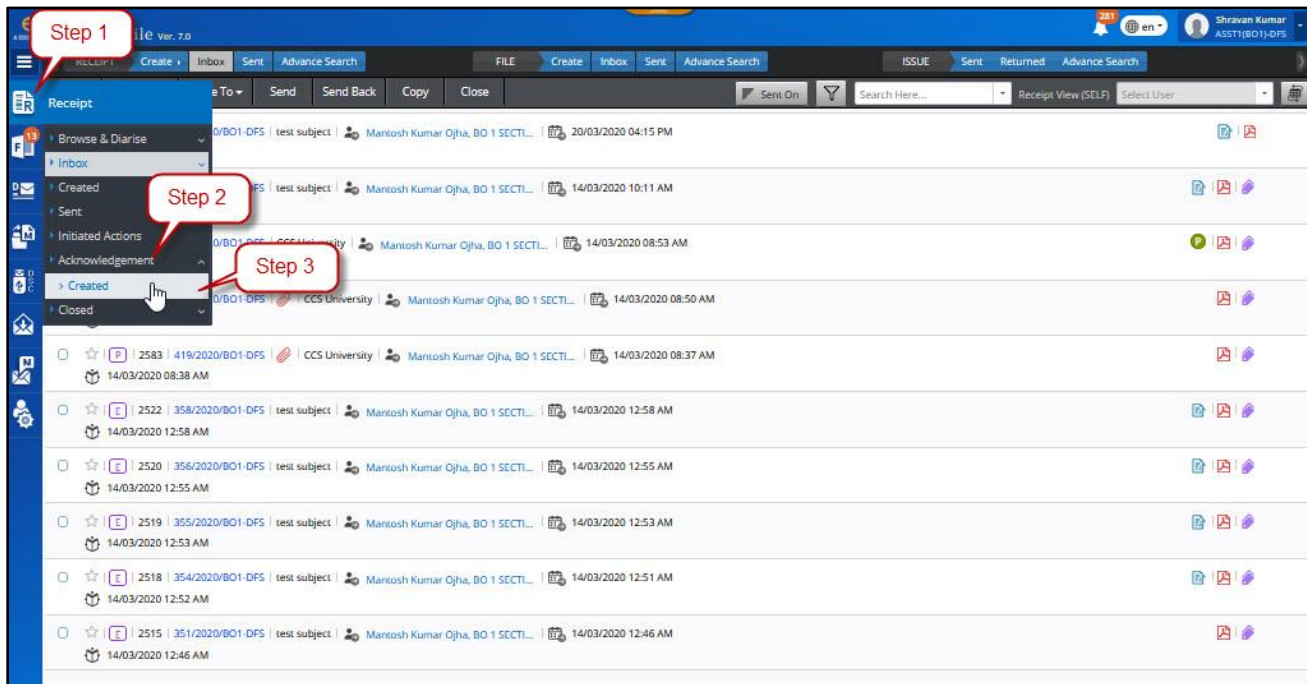 Step 1
ile Ver. 7.0
281
en
Shravan Kumar
ASST1(BO1)-DFS
RECEIPT Create Inbox Sent Advance Search FILE Create Inbox Sent Advance Search ISSUE Sent Returned Advance Search
Receipt
e To Send Send Back Copy Close Sent On Search Here... Receipt View (SELF) Select User
13
Browse & Diarise
Inbox
Created
Sent
Initiated Actions
Acknowledgement
Created
Closed
Step 2
Step 3
0/BO1-DFS test subject Mantosh Kumar Ojha, BO 1 SECTI... 20/03/2020 04:15 PM
FS test subject Mantosh Kumar Ojha, BO 1 SECTI... 14/03/2020 10:11 AM
0/BO1-DFS CCS University Mantosh Kumar Ojha, BO 1 SECTI... 14/03/2020 08:53 AM P
0/BO1-DFS CCS University Mantosh Kumar Ojha, BO 1 SECTI... 14/03/2020 08:50 AM
P 2583 419/2020/BO1-DFS CCS University Mantosh Kumar Ojha, BO 1 SECTI... 14/03/2020 08:37 AM
14/03/2020 08:38 AM
E 2522 358/2020/BO1-DFS test subject Mantosh Kumar Ojha, BO 1 SECTI... 14/03/2020 12:58 AM
14/03/2020 12:58 AM
E 2520 356/2020/BO1-DFS test subject Mantosh Kumar Ojha, BO 1 SECTI... 14/03/2020 12:55 AM
14/03/2020 12:55 AM
E 2519 355/2020/BO1-DFS test subject Mantosh Kumar Ojha, BO 1 SECTI... 14/03/2020 12:53 AM
14/03/2020 12:53 AM
E 2518 354/2020/BO1-DFS test subject Mantosh Kumar Ojha, BO 1 SECTI... 14/03/2020 12:51 AM
14/03/2020 12:52 AM
E 2515 351/2020/BO1-DFS test subject Mantosh Kumar Ojha, BO 1 SECTI... 14/03/2020 12:46 AM
14/03/2020 12:46 AM